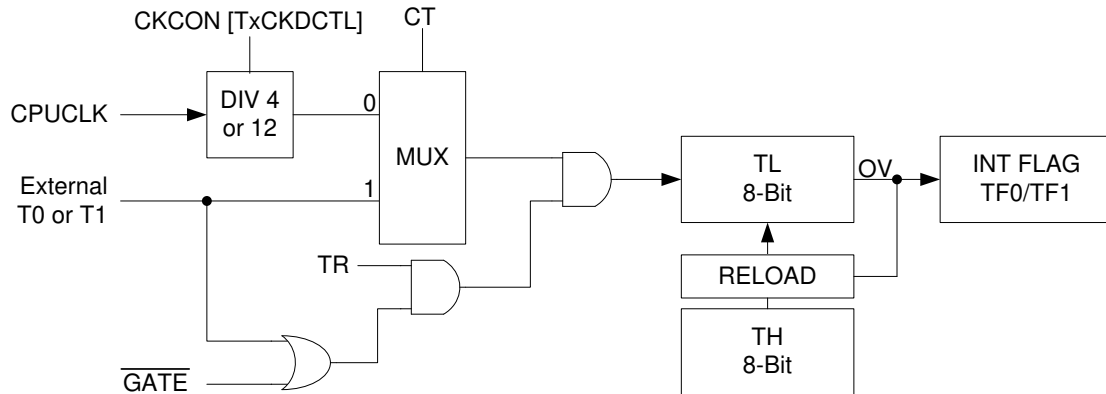 CKCON [TxCKDCTL]
CT
CPUCLK
DIV 4
or 12
0
MUX
External
T0 or T1
1
TL
8-Bit
OV
INT FLAG
TF0/TF1
TR
RELOAD
TH
8-Bit
GATE